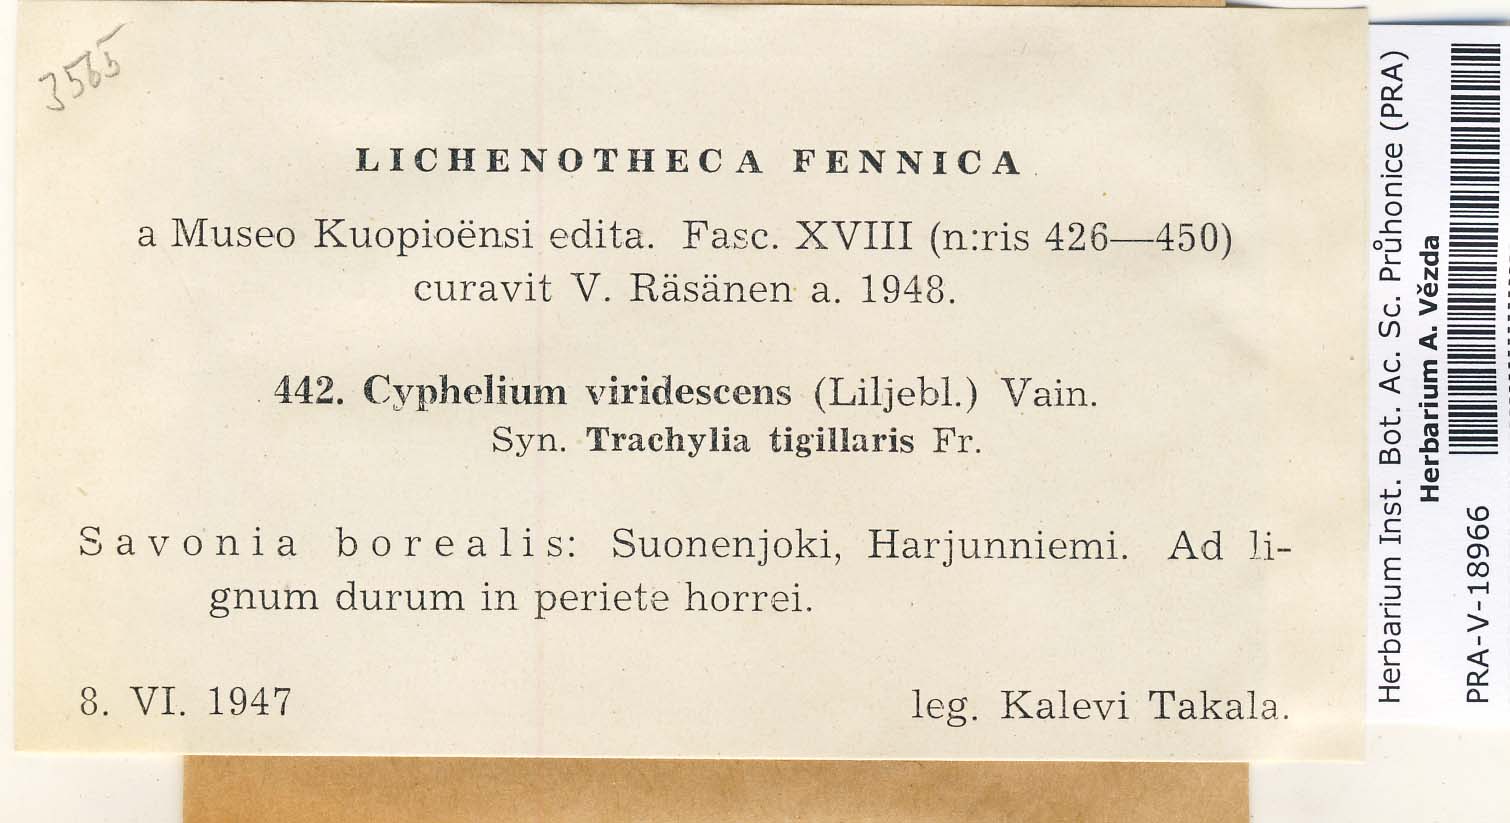 3565
LICHENOTHECA FENNICA
a Museo Kuopioënsi edita. Fasc. XVIII (n:ris 426—450)
curavit V. Räsänen a. 1948.
442. Cyphelium viridescens (Liljebl.) Vain.
Syn. Trachylia tigillaris Fr.
Savonia borealis: Suonenjoki, Harjunniemi. Ad li-
gnum durum in periete horrei.
8. VI. 1947 leg. Kalevi Takala.
Herbarium Inst. Bot. Ac. Sc. Průhonice (PRA)
Herbarium A. Vězda
PRA-V-18966